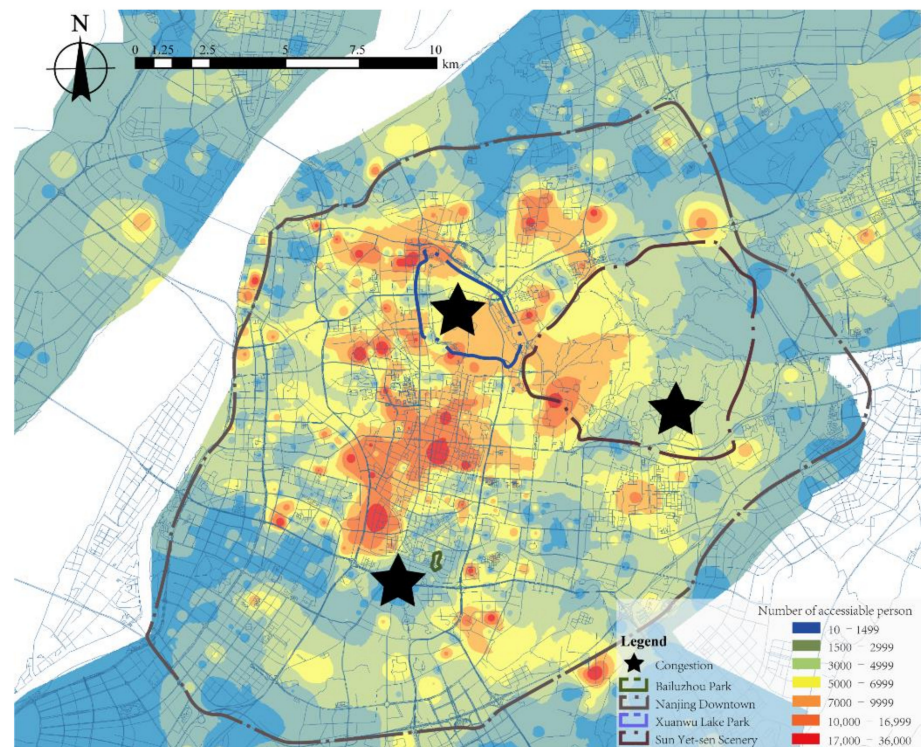 N
0 1.25 2.5 5 7.5 10
km
Legend
Congestion
Bailuzhou Park
Nanjing Downtown
Xuanwu Lake Park
Sun Yet-sen Scenery
Number of accessiable person
10 – 1499
1500 – 2999
3000 – 4999
5000 – 6999
7000 – 9999
10,000 – 16,999
17,000 – 36,000